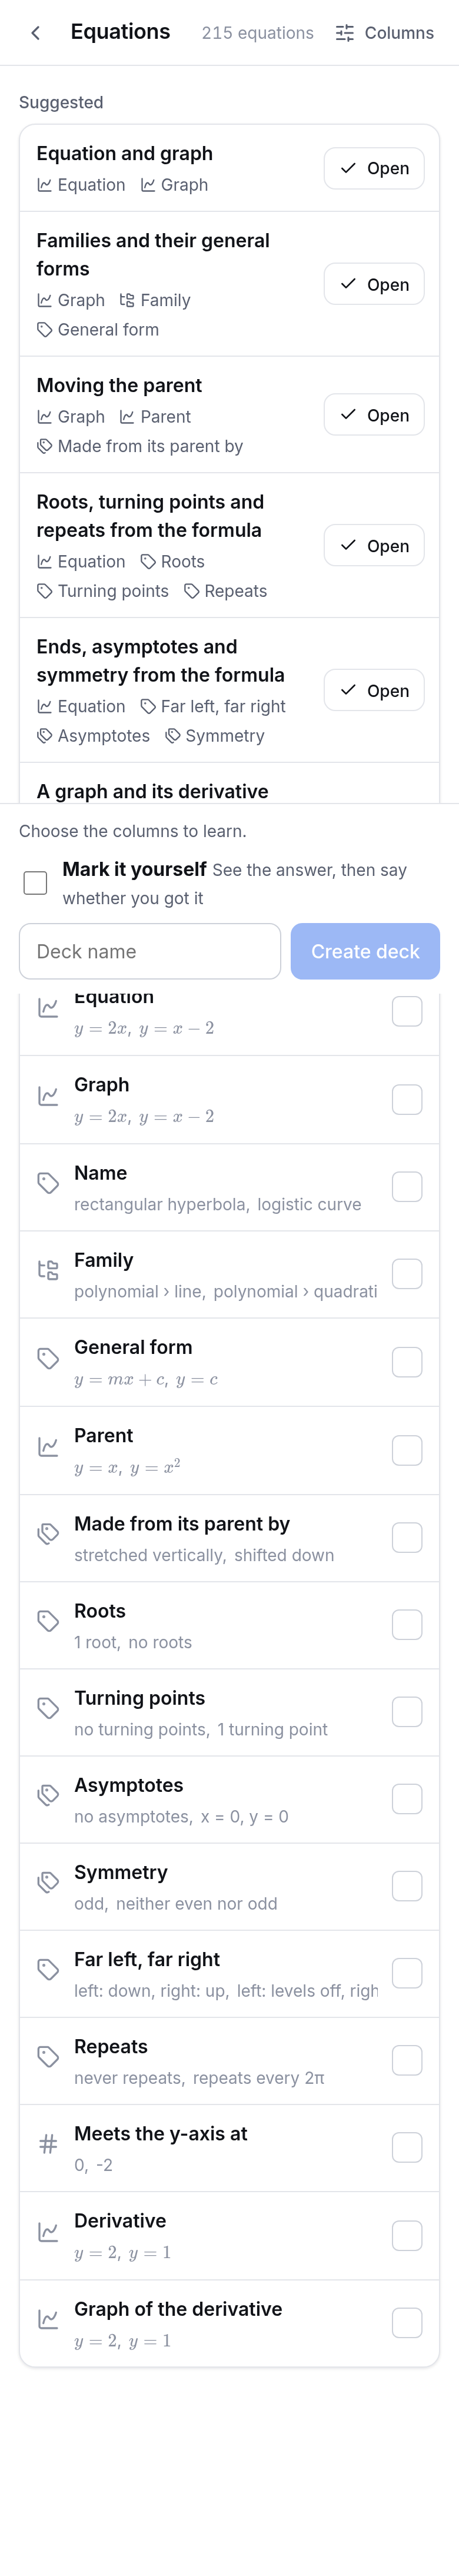 Equations 215 equations Columns
Suggested
Equation and graph
Equation Graph
Open
Families and their general
forms
Graph Family
General form
Open
Moving the parent
Graph Parent
Made from its parent by
Open
Roots, turning points and
repeats from the formula
Equation Roots
Turning points Repeats
Open
Ends, asymptotes and
symmetry from the formula
Equation Far left, far right
Asymptotes Symmetry
Open
A graph and its derivative
Choose the columns to learn.
Mark it yourself See the answer, then say
whether you got it
Deck name Create deck
Equation
y = 2x, y = x − 2
Graph
y = 2x, y = x − 2
Name
rectangular hyperbola, logistic curve
Family
polynomial › line, polynomial › quadrati
General form
y = mx + c, y = c
Parent
y = x, y = x²
Made from its parent by
stretched vertically, shifted down
Roots
1 root, no roots
Turning points
no turning points, 1 turning point
Asymptotes
no asymptotes, x = 0, y = 0
Symmetry
odd, neither even nor odd
Far left, far right
left: down, right: up, left: levels off, righ
Repeats
never repeats, repeats every 2π
Meets the y-axis at
0, -2
Derivative
y = 2, y = 1
Graph of the derivative
y = 2, y = 1